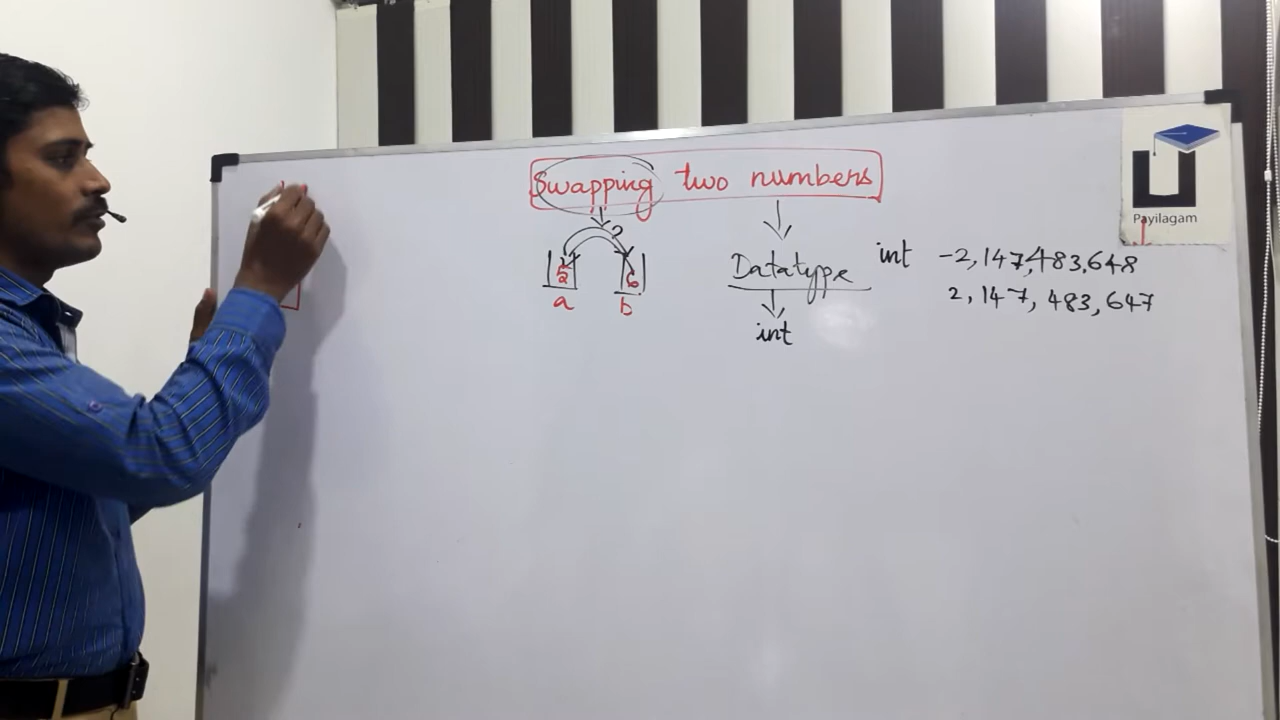 Swapping two numbers
a b
Datatype
int
int -2,147,483,648
2,147,483,647
Payilagam